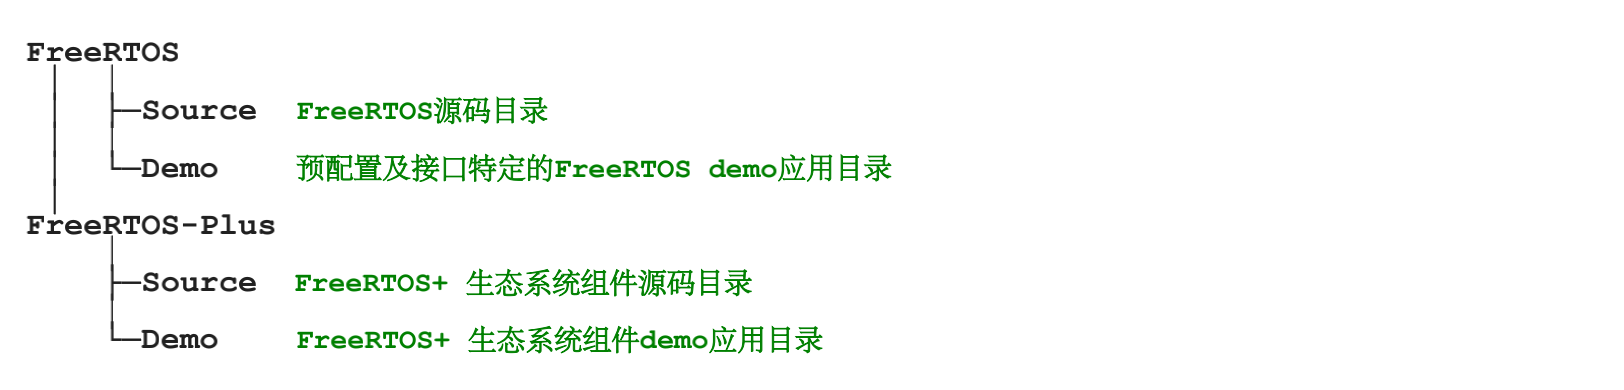 FreeRTOS
Source FreeRTOS源码目录
Demo 预配置及接口特定的FreeRTOS demo应用目录
FreeRTOS-Plus
Source FreeRTOS+ 生态系统组件源码目录
Demo FreeRTOS+ 生态系统组件demo应用目录